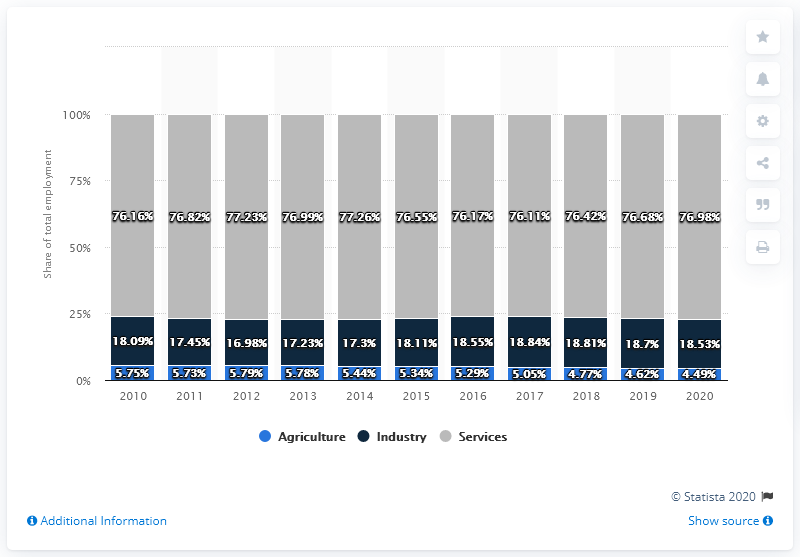 Share of total employment
100%
75%
50%
25%
0%
76.16% 76.82% 77.23% 76.99% 77.26% 76.55% 76.17% 76.11% 76.42% 76.68% 76.98%
18.09% 17.45% 16.98% 17.23% 17.3% 18.11% 18.55% 18.84% 18.81% 18.7% 18.53%
5.75% 5.73% 5.79% 5.78% 5.44% 5.34% 5.29% 5.05% 4.77% 4.62% 4.49%
2010 2011 2012 2013 2014 2015 2016 2017 2018 2019 2020
Agriculture Industry Services
© Statista 2020
Additional Information Show source